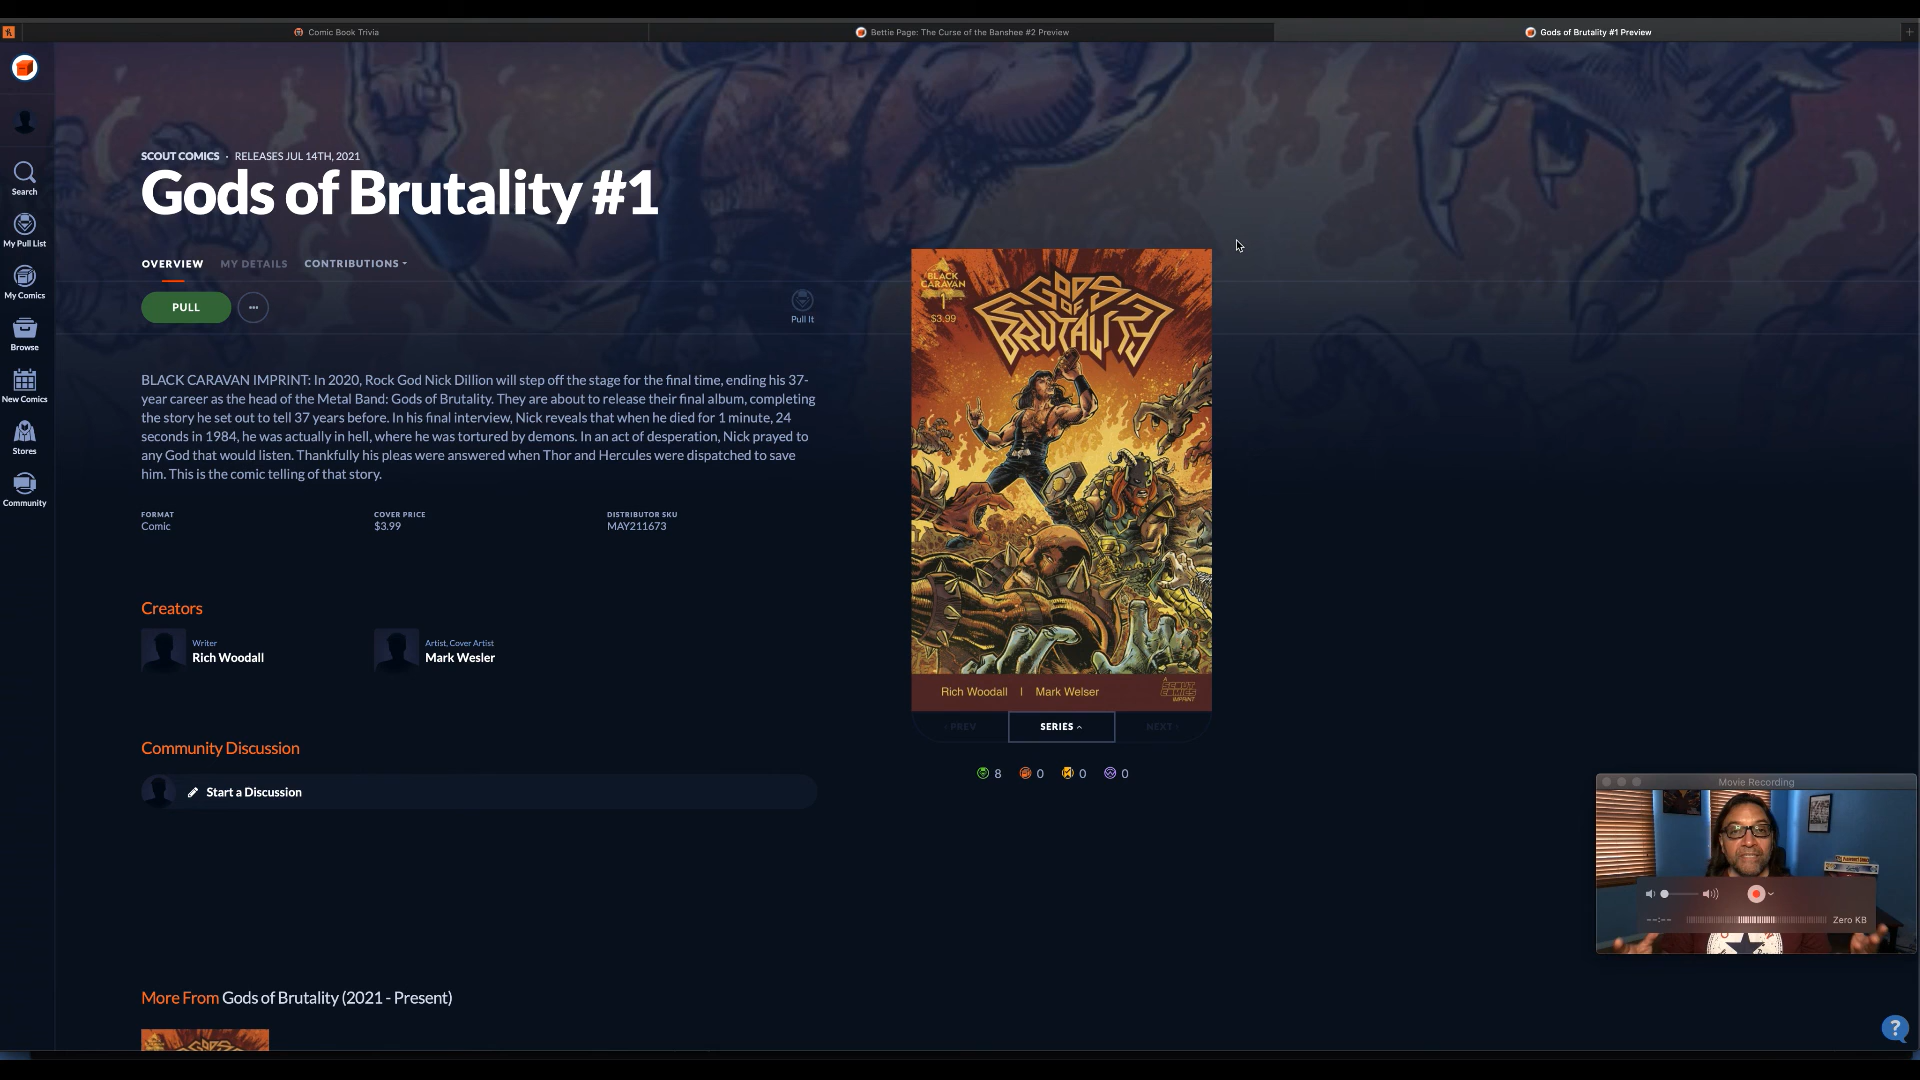 Comic Book Trivia
Bettie Page: The Curse of the Banshee #2 Preview
Gods of Brutality #1 Preview
Search
My Pull List
My Comics
Browse
New Comics
Stores
Community
SCOUT COMICS · RELEASES JUL 14TH, 2021
Gods of Brutality #1
OVERVIEW MY DETAILS CONTRIBUTIONS
PULL
Pull It
BLACK CARAVAN IMPRINT: In 2020, Rock God Nick Dillion will step off the stage for the final time, ending his 37-
year career as the head of the Metal Band: Gods of Brutality. They are about to release their final album, completing
the story he set out to tell 37 years before. In his final interview, Nick reveals that when he died for 1 minute, 24
seconds in 1984, he was actually in hell, where he was tortured by demons. In an act of desperation, Nick prayed to
any God that would listen. Thankfully his pleas were answered when Thor and Hercules were dispatched to save
him. This is the comic telling of that story.
FORMAT
Comic
COVER PRICE
$3.99
DISTRIBUTOR SKU
MAY211673
Creators
Writer
Rich Woodall
Artist, Cover Artist
Mark Wesler
Community Discussion
Start a Discussion
More From Gods of Brutality (2021 - Present)
BLACK
CARAVAN
1
$3.99
GODS
OF
BRUTALITY
Rich Woodall | Mark Welser
A
SCOUT
COMICS
IMPRINT
PREV SERIES NEXT
8 0 0 0
Movie Recording
--:-- Zero KB
?